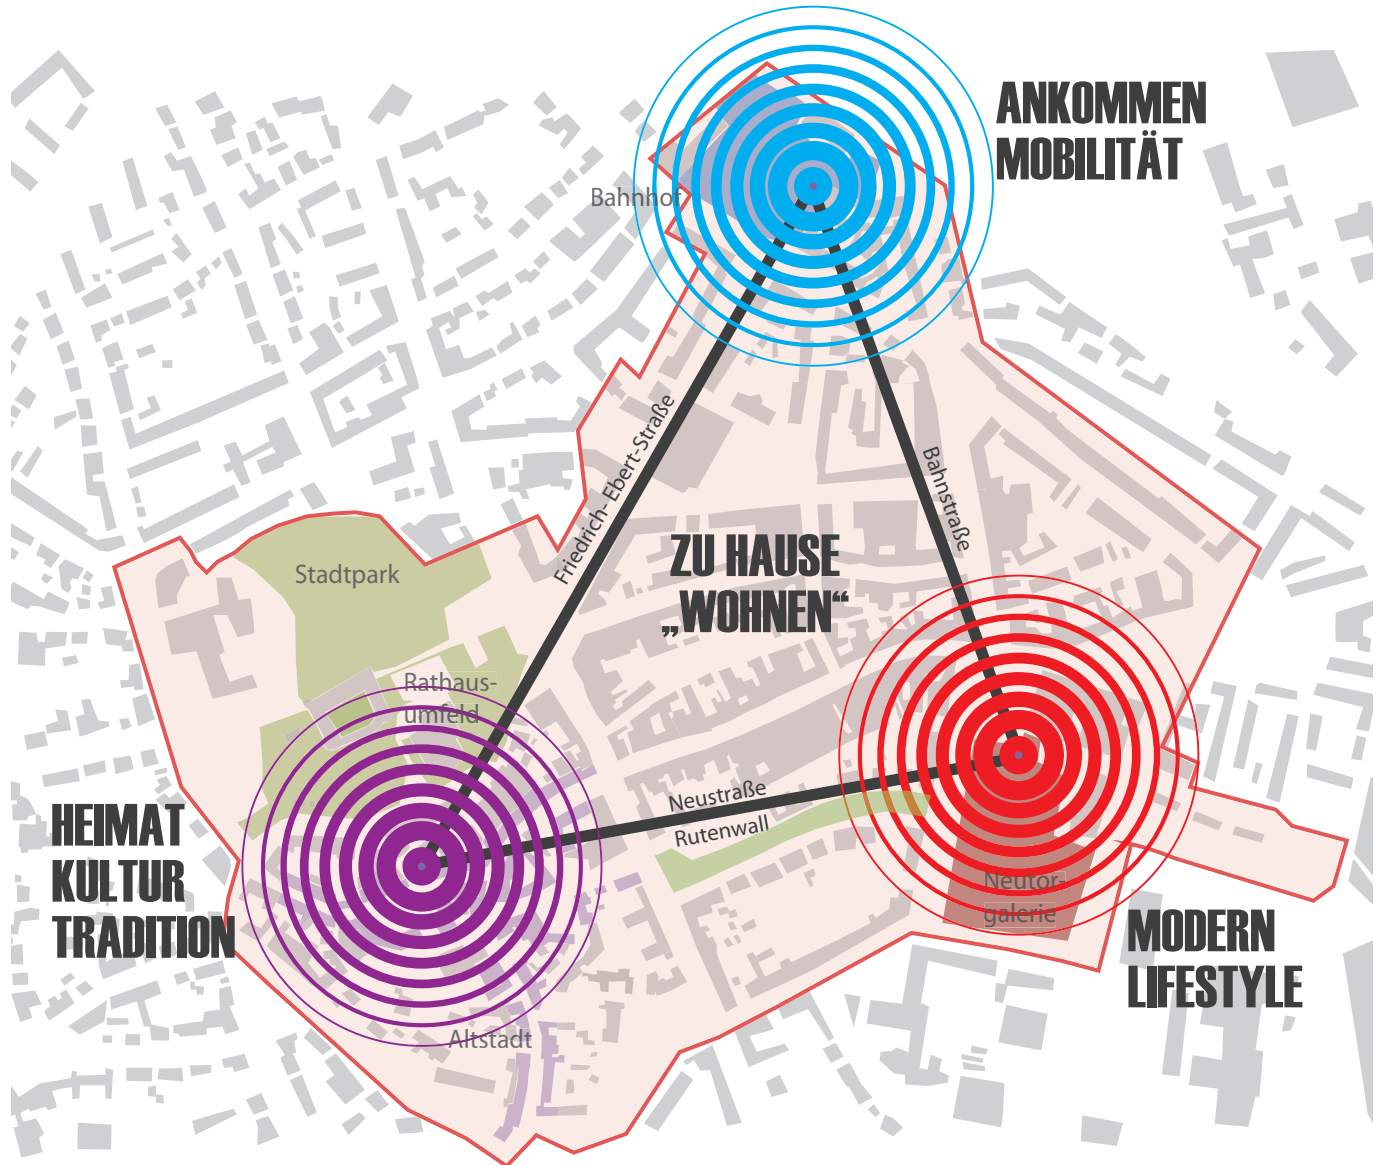 ANKOMMEN
MOBILITÄT
Bahnhof
Friedrich- Ebert-Straße
Bahnstraße
ZU HAUSE
„WOHNEN“
Stadtpark
Rathaus-
umfeld
Neustraße
Rutenwall
HEIMAT
KULTUR
TRADITION
Neutor-
galerie
MODERN
LIFESTYLE
Altstadt